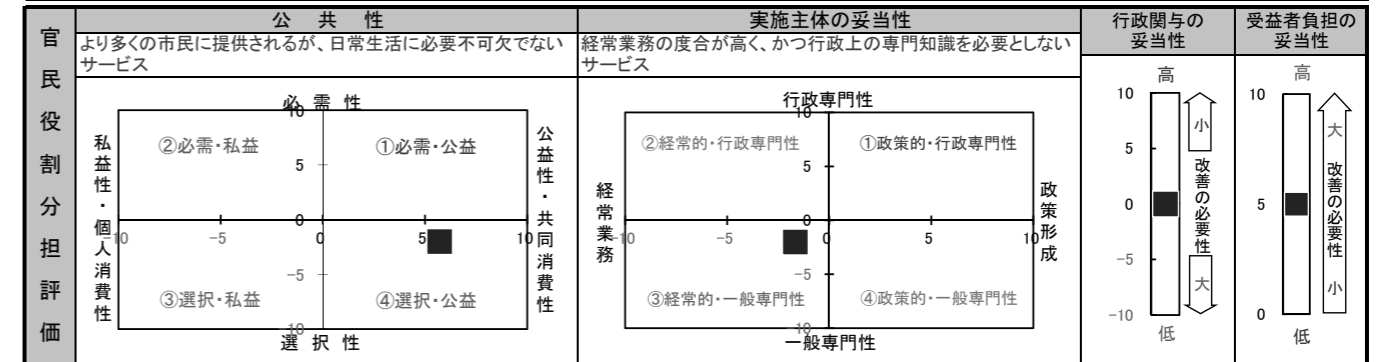 官民役割分担評価
公共性
より多くの市民に提供されるが、日常生活に必要不可欠でない
サービス
必需性
私益性・個人消費性
公益性・共同消費性
②必需・私益
①必需・公益
③選択・私益
④選択・公益
10
5
0
-10
-5
0
5
10
-5
-10
選択性
実施主体の妥当性
経常業務の度合が高く、かつ行政上の専門知識を必要としない
サービス
行政専門性
経常業務
政策形成
②経常的・行政専門性
①政策的・行政専門性
③経常的・一般専門性
④政策的・一般専門性
10
5
0
-10
-5
0
5
10
-5
-10
一般専門性
行政関与の
妥当性
高
10
5
0
-5
-10
小
改善の必要性
大
低
受益者負担の
妥当性
高
10
5
0
大
改善の必要性
小
低